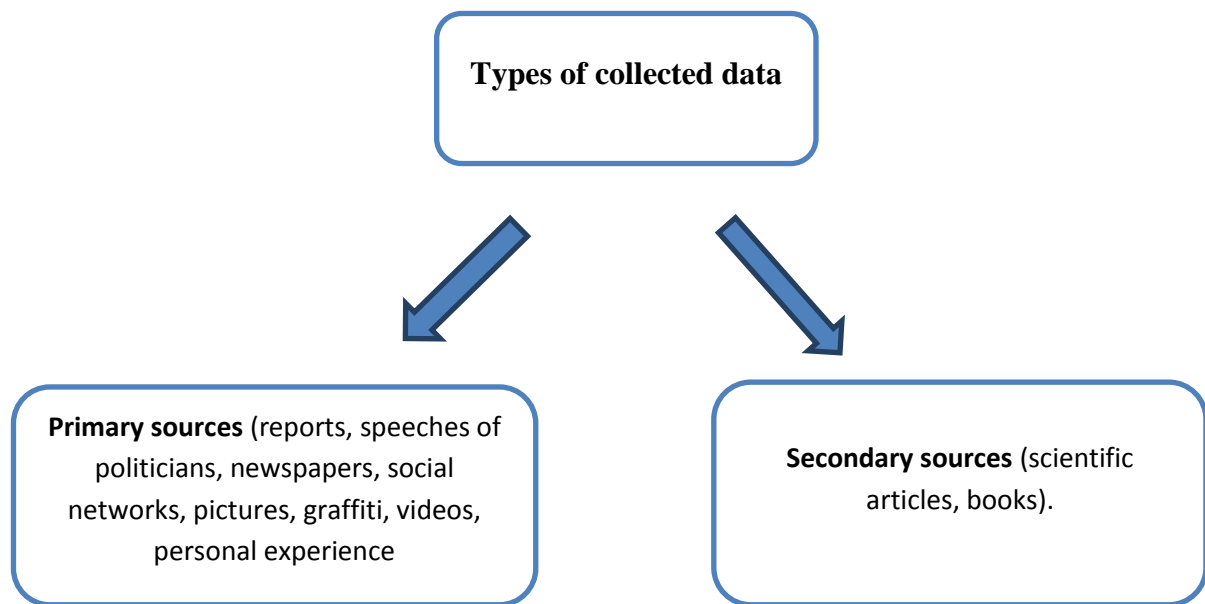 Types of collected data
Primary sources (reports, speeches of
politicians, newspapers, social
networks, pictures, graffiti, videos,
personal experience
Secondary sources (scientific
articles, books).